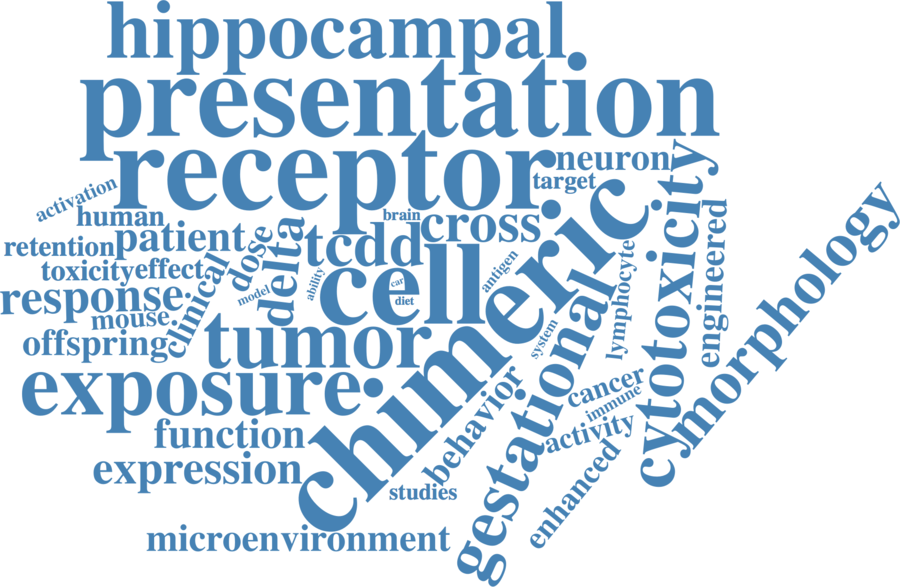 hippocampal
presentation
receptor
neuron
target
activation
human
brain
cross
retention
patient
tcdd
toxicity
effect
dose
delta
cell
antigen
chimeric
cytotoxicity
engineered
morphology
response
clinical
model
ability
car
diet
lymphocyte
mouse
offspring
tumor
system
gestational
exposure
cancer
immune
activity
behavior
function
expression
studies
enhanced
microenvironment